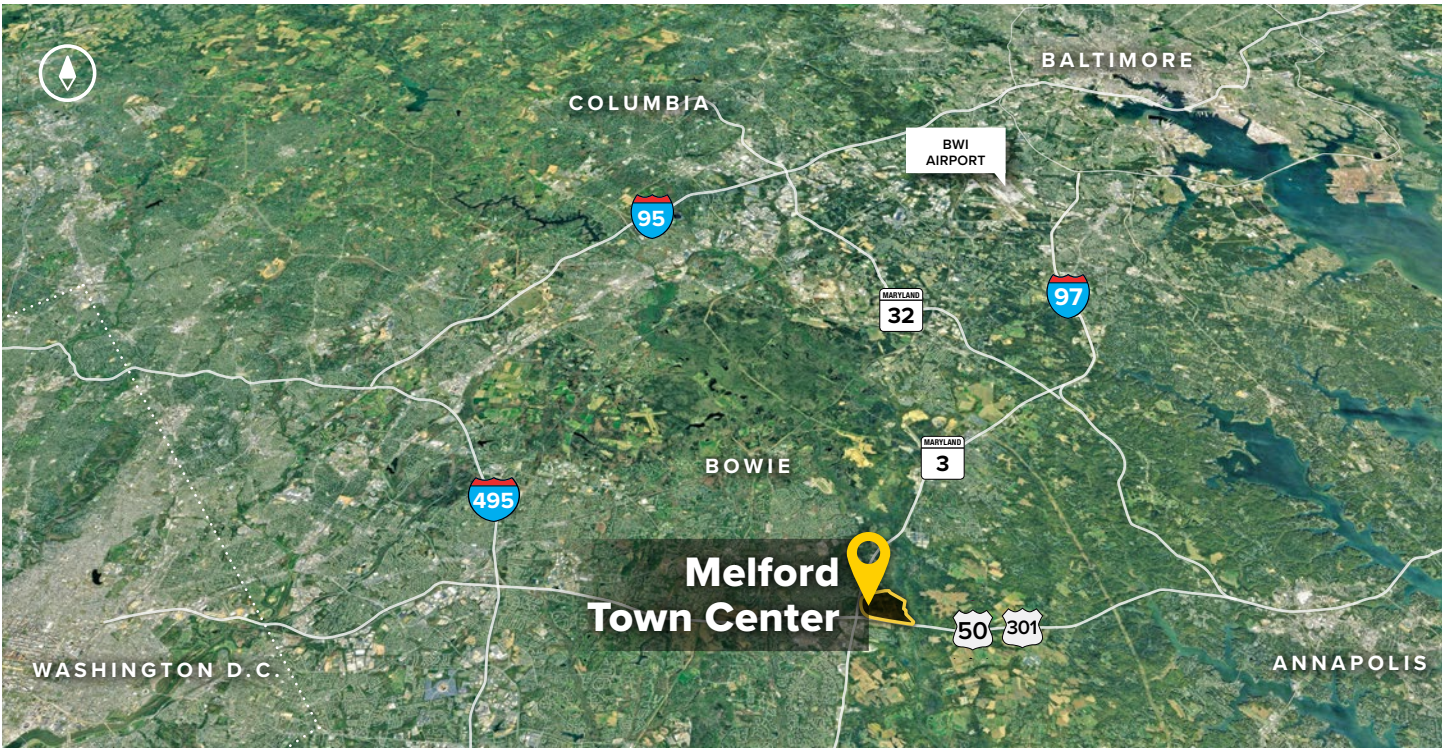 BALTIMORE
COLUMBIA
BWI
AIRPORT
95
97
MARYLAND
32
MARYLAND
3
BOWIE
495
Melford
Town Center
50
301
WASHINGTON D.C.
ANNAPOLIS